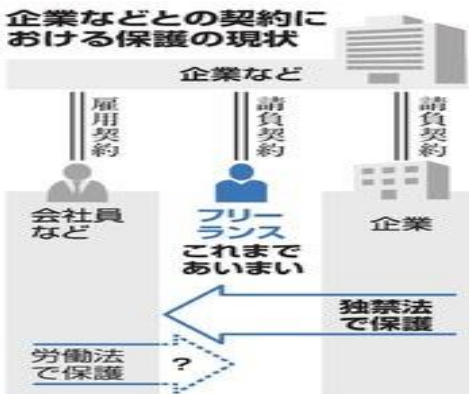 企業などとの契約に
おける保護の現状
企業など
雇用契約
請負契約
請負契約
会社員
など
フリー
ランス
これまで
あいまい
企業
独禁法
で保護
労働法
で保護
?